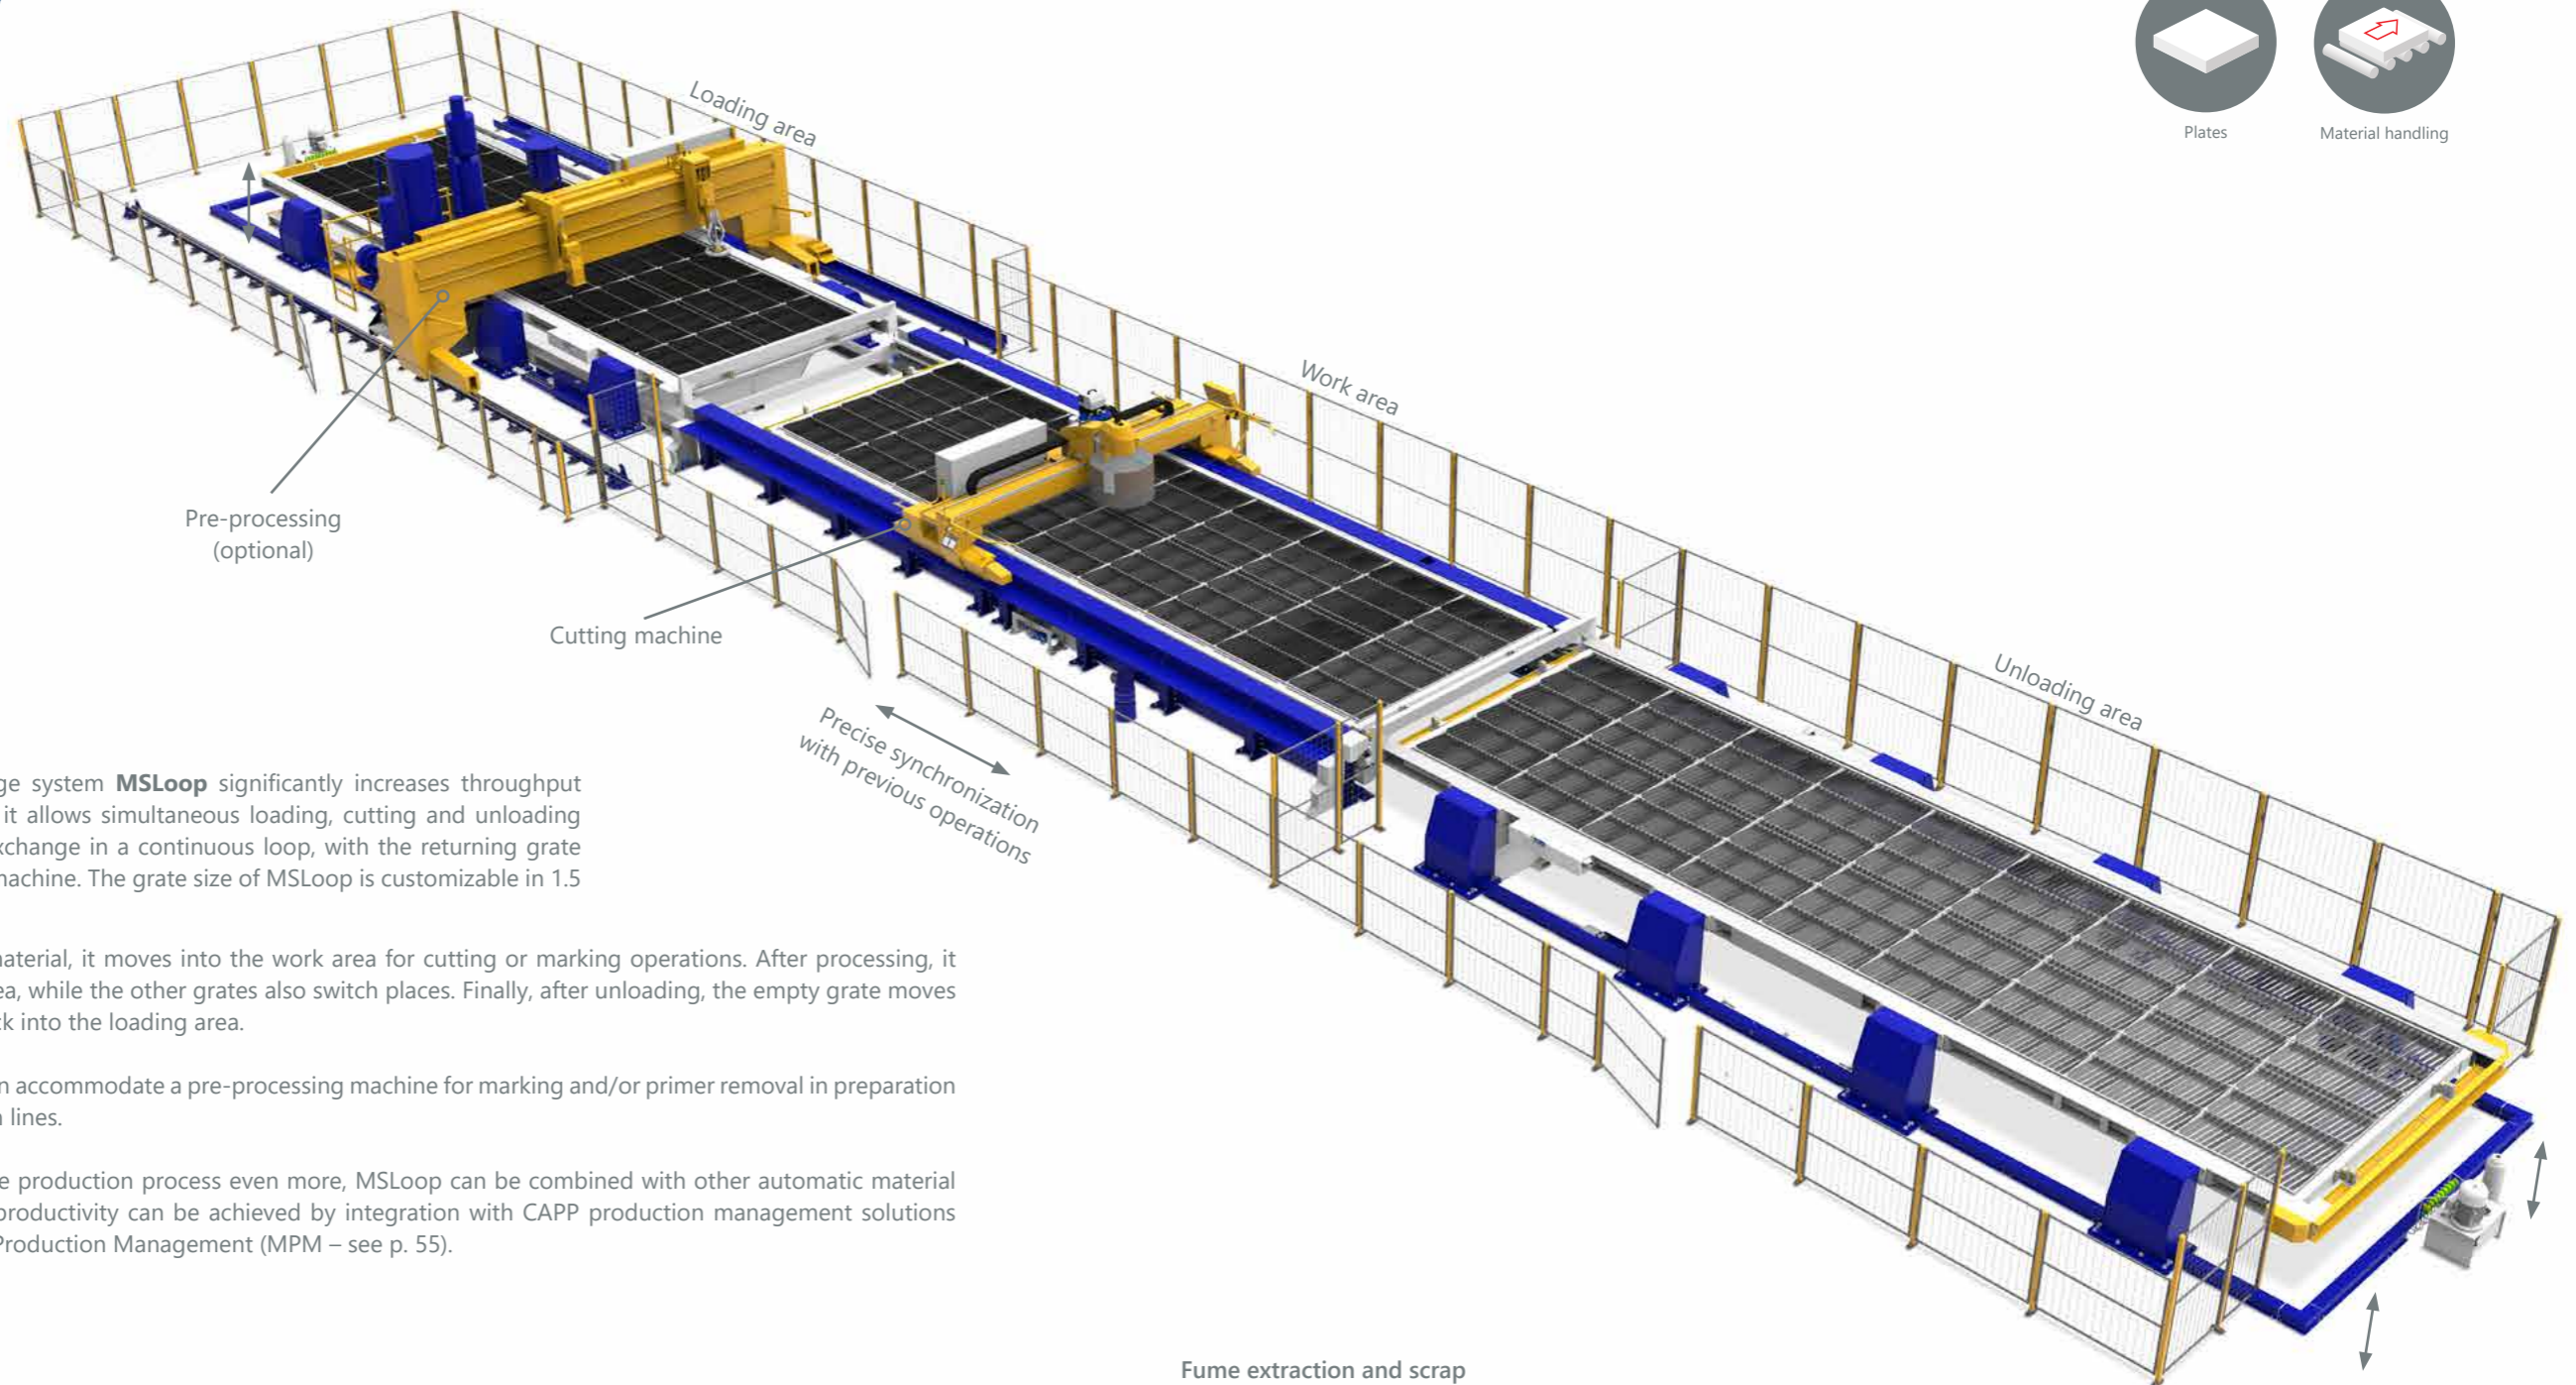 Plates
Material handling
Loading area
Work area
Unloading area
Pre-processing
(optional)
Cutting machine
Precise synchronization
with previous operations
ge system MSLoop significantly increases throughput
it allows simultaneous loading, cutting and unloading
xchange in a continuous loop, with the returning grate
machine. The grate size of MSLoop is customizable in 1.5
material, it moves into the work area for cutting or marking operations. After processing, it
ea, while the other grates also switch places. Finally, after unloading, the empty grate moves
ck into the loading area.
n accommodate a pre-processing machine for marking and/or primer removal in preparation
n lines.
e production process even more, MSLoop can be combined with other automatic material
productivity can be achieved by integration with CAPP production management solutions
Production Management (MPM – see p. 55).
Fume extraction and scrap